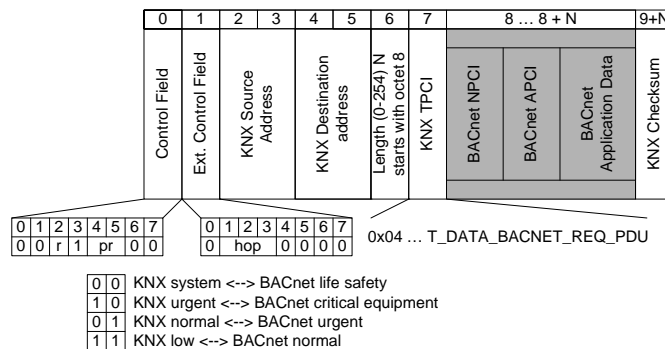 0 1 2 3 4 5 6 7 8 ... 8 + N 9+N
Control Field
Ext. Control Field
KNX Source
Address
KNX Destination
address
Length (0-254) N
starts with octet 8
KNX TPCI
BACnet NPCI
BACnet APCI
BACnet
Application Data
KNX Checksum
0 1 2 3 4 5 6 7
0 0 r 1 pr 0 0
0 1 2 3 4 5 6 7
0 hop 0 0 0 0
0x04 ... T_DATA_BACNET_REQ_PDU
0 0 KNX system <--> BACnet life safety
1 0 KNX urgent <--> BACnet critical equipment
0 1 KNX normal <--> BACnet urgent
1 1 KNX low <--> BACnet normal